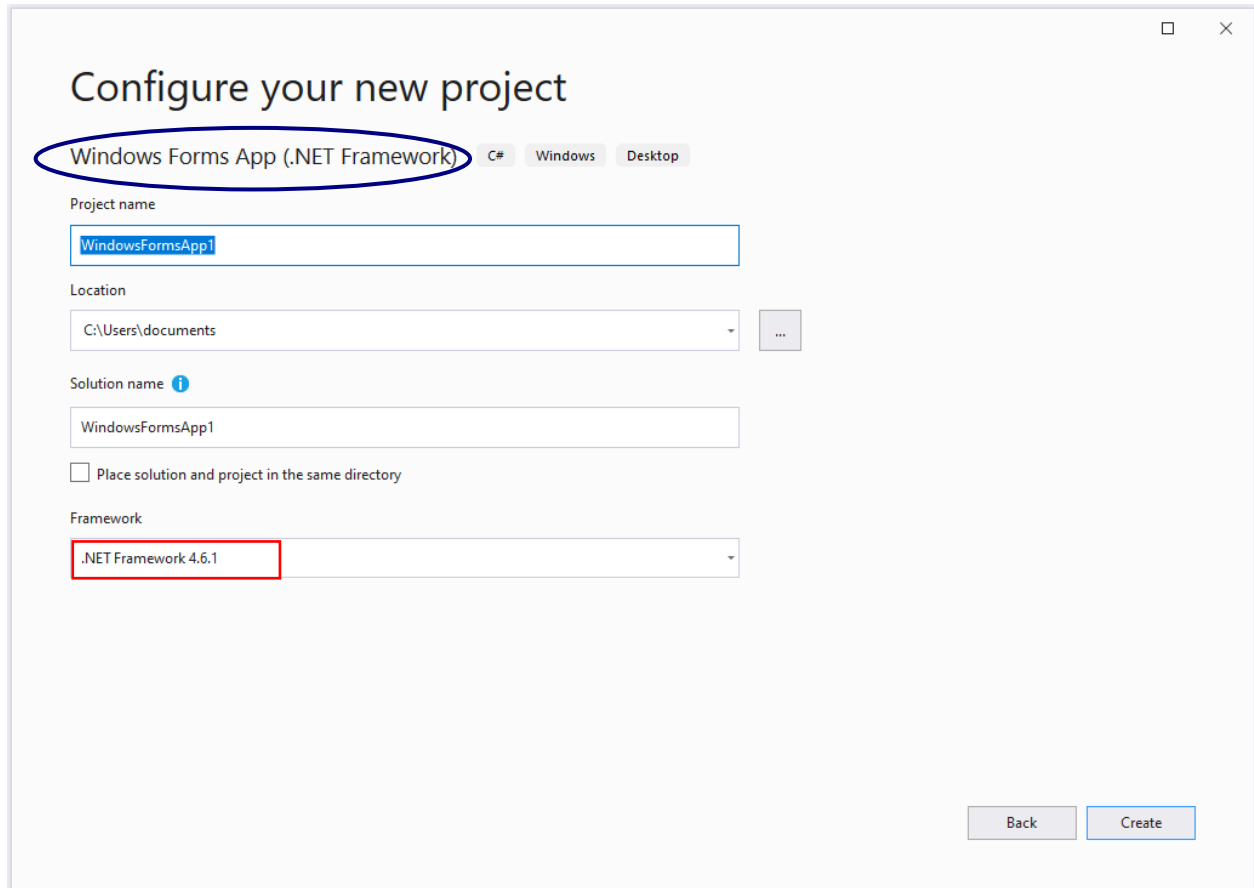 Configure your new project
Windows Forms App (.NET Framework) C# Windows Desktop
Project name
WindowsFormsApp1
Location
C:\Users\documents
...
Solution name
WindowsFormsApp1
Place solution and project in the same directory
Framework
.NET Framework 4.6.1
Back Create